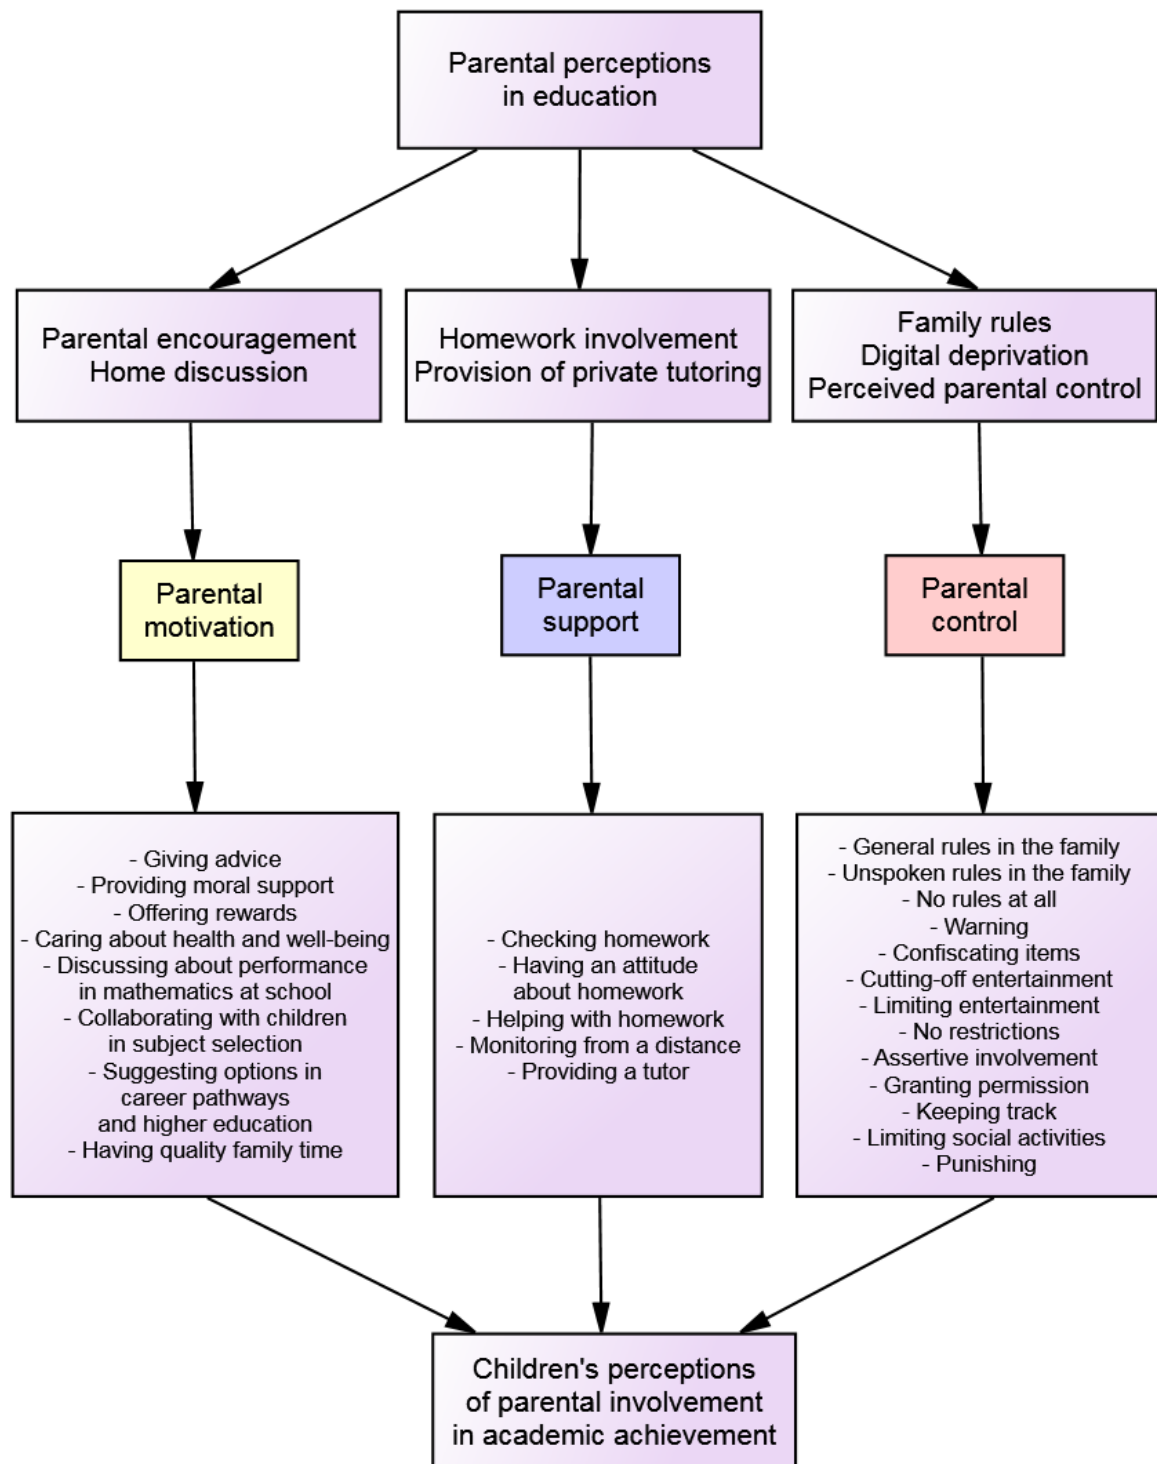 Parental perceptions
in education
Parental encouragement
Home discussion
Homework involvement
Provision of private tutoring
Family rules
Digital deprivation
Perceived parental control
Parental
motivation
Parental
support
Parental
control
- Giving advice
- Providing moral support
- Offering rewards
- Caring about health and well-being
- Discussing about performance
in mathematics at school
- Collaborating with children
in subject selection
- Suggesting options in
career pathways
and higher education
- Having quality family time
- Checking homework
- Having an attitude
about homework
- Helping with homework
- Monitoring from a distance
- Providing a tutor
- General rules in the family
- Unspoken rules in the family
- No rules at all
- Warning
- Confiscating items
- Cutting-off entertainment
- Limiting entertainment
- No restrictions
- Assertive involvement
- Granting permission
- Keeping track
- Limiting social activities
- Punishing
Children's perceptions
of parental involvement
in academic achievement